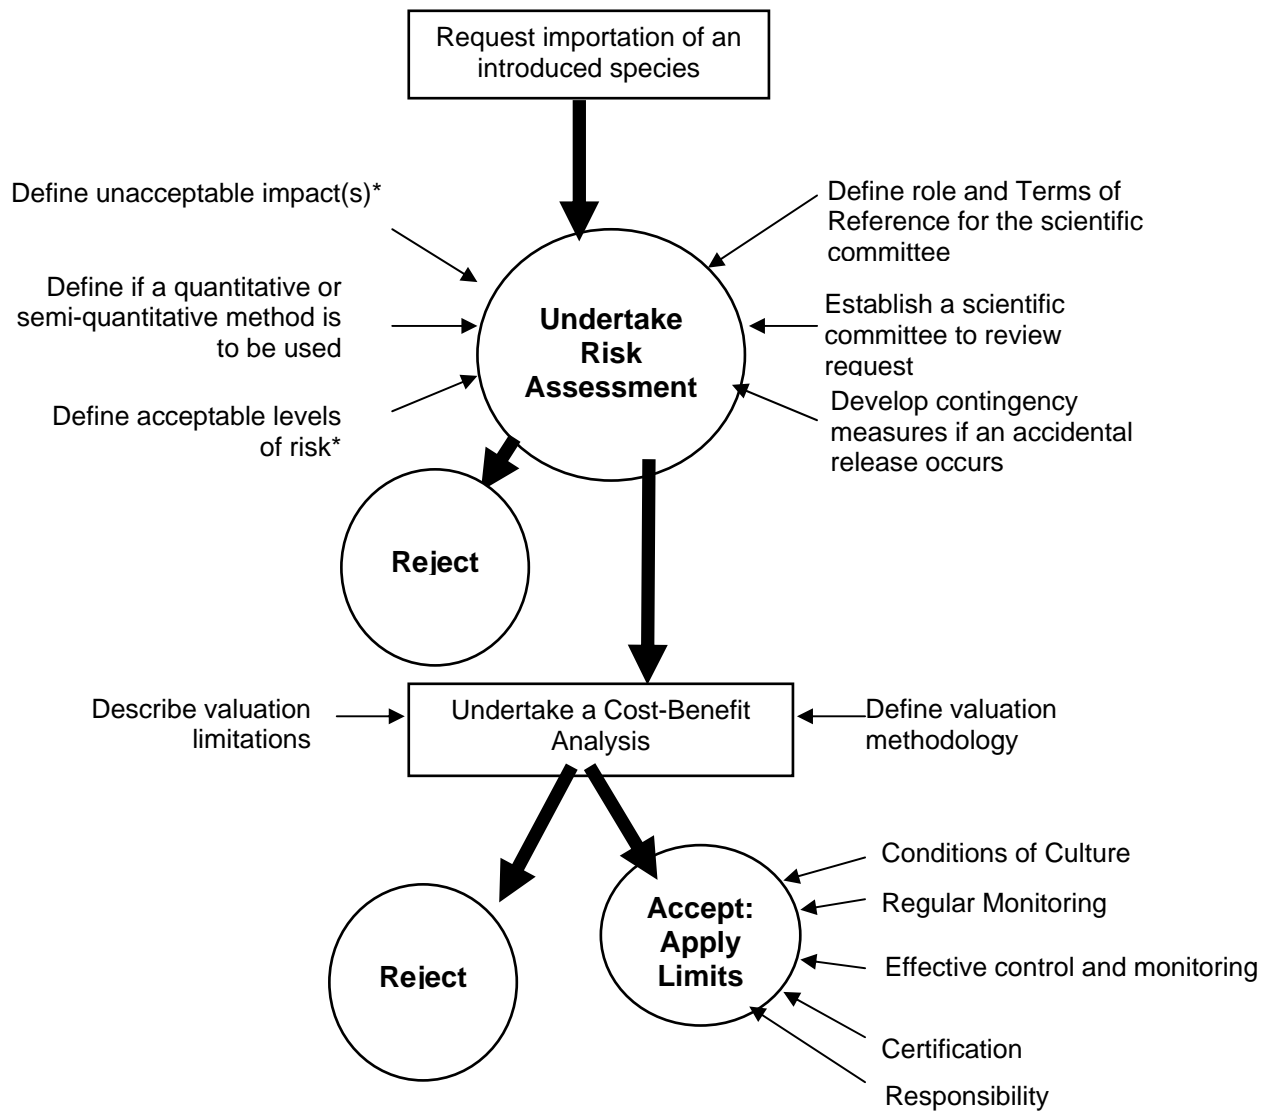 Request importation of an
introduced species
Define unacceptable impact(s)*
Define role and Terms of
Reference for the scientific
committee
Define if a quantitative or
semi-quantitative method is
to be used
Undertake
Risk
Assessment
Establish a scientific
committee to review
request
Define acceptable levels
of risk*
Develop contingency
measures if an accidental
release occurs
Reject
Describe valuation
limitations
Undertake a Cost-Benefit
Analysis
Define valuation
methodology
Reject
Accept:
Apply
Limits
Conditions of Culture
Regular Monitoring
Effective control and monitoring
Certification
Responsibility